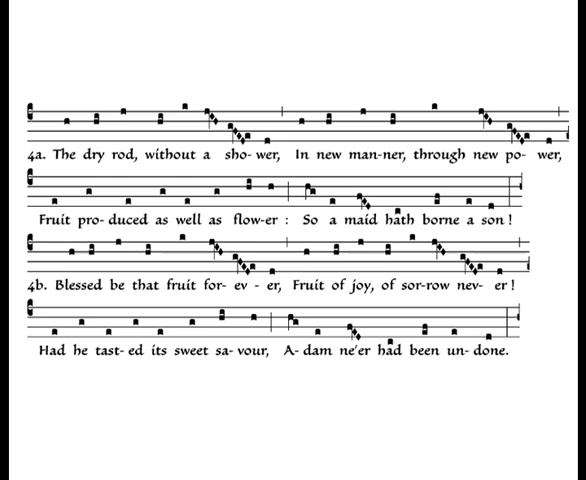 4a. The dry rod, without a sho- wer, In new man-ner, through new po- wer,
Fruit pro- duced as well as flow-er : So a maid hath borne a son !
4b. Blessed be that fruit for- ev - er, Fruit of joy, of sor-row nev- er !
Had he tast- ed its sweet sa- vour, A- dam ne'er had been un- done.